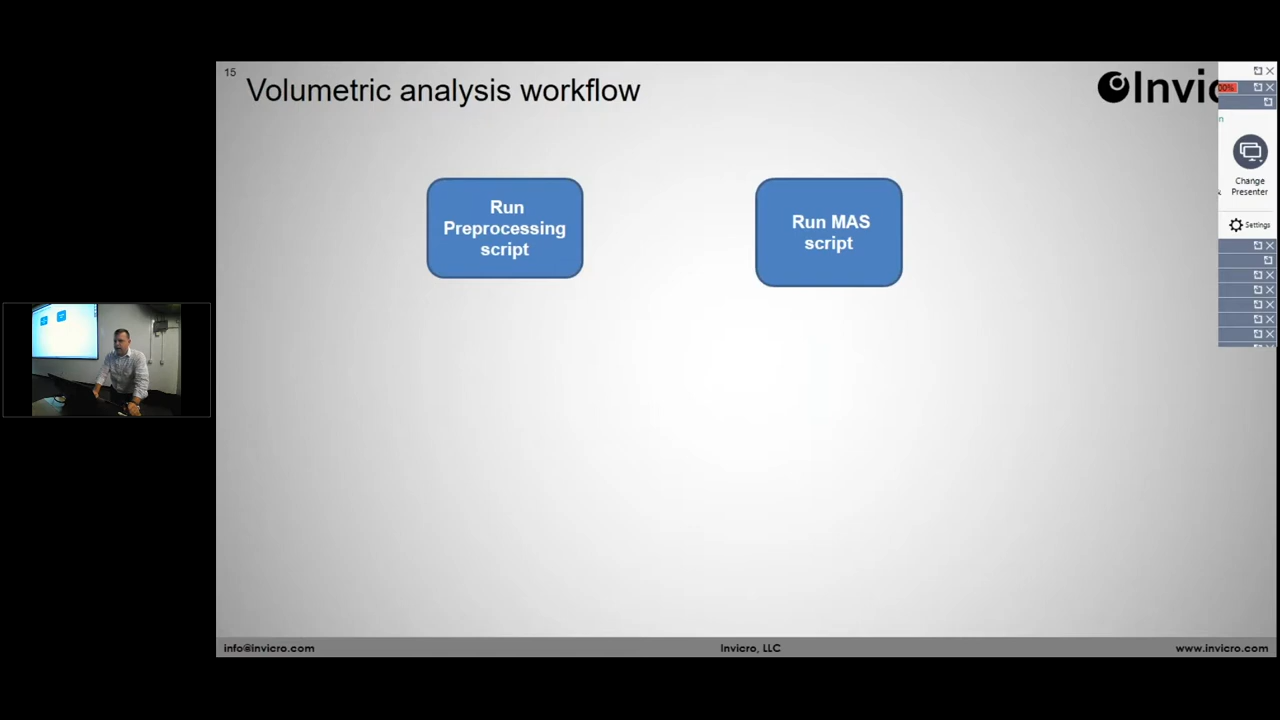 15
Volumetric analysis workflow
Invic
00%
n
Change
Presenter
Settings
Run
Preprocessing
script
Run MAS
script
info@invicro.com
Invicro, LLC
www.invicro.com